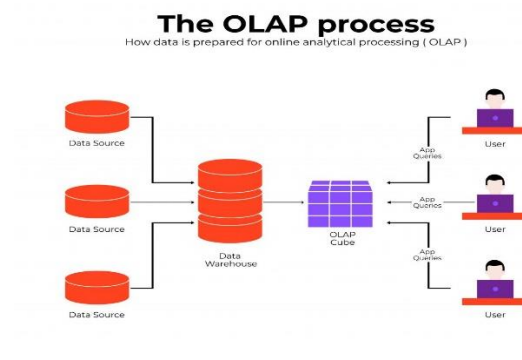 The OLAP process
How data is prepared for online analytical processing ( OLAP )
Data Source
App
Queries
User
Data Source
Data
Warehouse
OLAP
Cube
App
Queries
User
Data Source
App
Queries
User